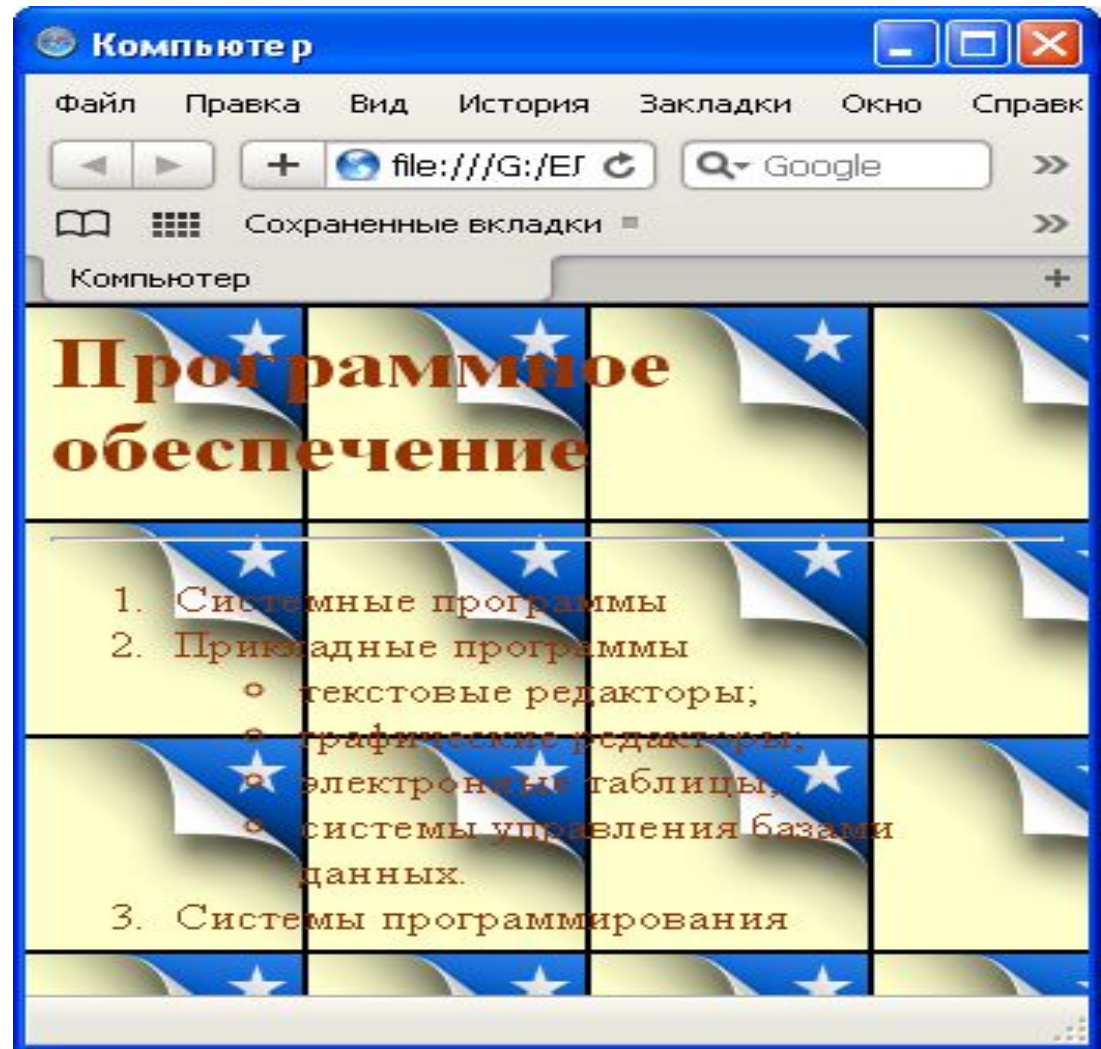 Компьютер
Файл Правка Вид История Закладки Окно Справк
+ file:///G:/ЕЛ Google »
Сохраненные вкладки »
Компьютер +
Программное
обеспечение
1. Системные программы
2. Прикладные программы
текстовые редакторы;
графические редакторы;
электронные таблицы;
системы управления базами
данных.
3. Системы программирования